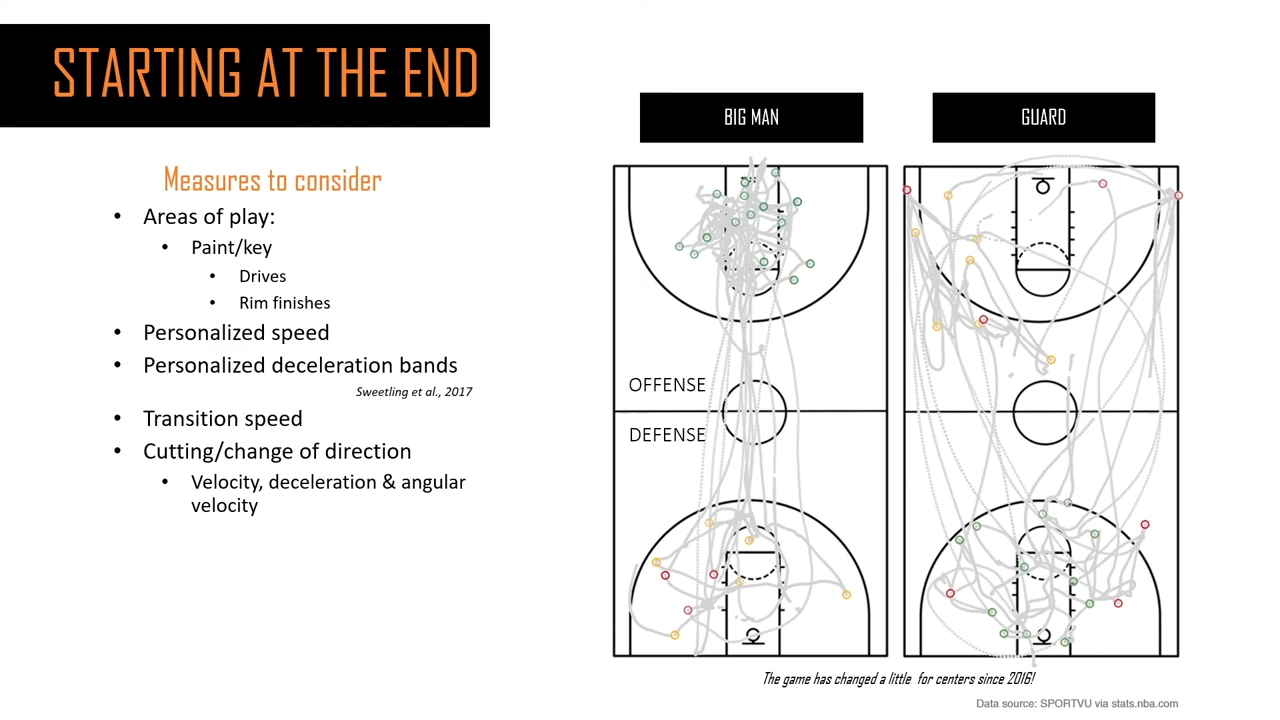 STARTING AT THE END
Measures to consider
• Areas of play:
• Paint/key
• Drives
• Rim finishes
• Personalized speed
• Personalized deceleration bands
Sweetling et al., 2017
• Transition speed
• Cutting/change of direction
• Velocity, deceleration & angular
velocity
BIG MAN
GUARD
OFFENSE
DEFENSE
The game has changed a little for centers since 2016!
Data source: SPORTVU via stats.nba.com